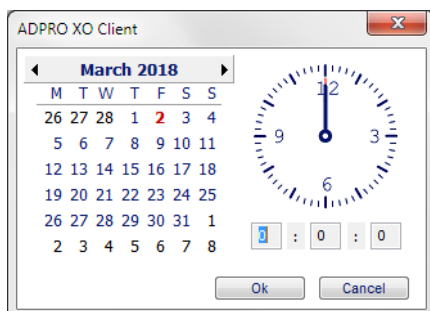 ADPRO XO Client
March 2018
M T W T F S S
26 27 28 1 2 3 4
5 6 7 8 9 10 11
12 13 14 15 16 17 18
19 20 21 22 23 24 25
26 27 28 29 30 31 1
2 3 4 5 6 7 8
12
9 3
6
0 : 0 : 0
Ok Cancel